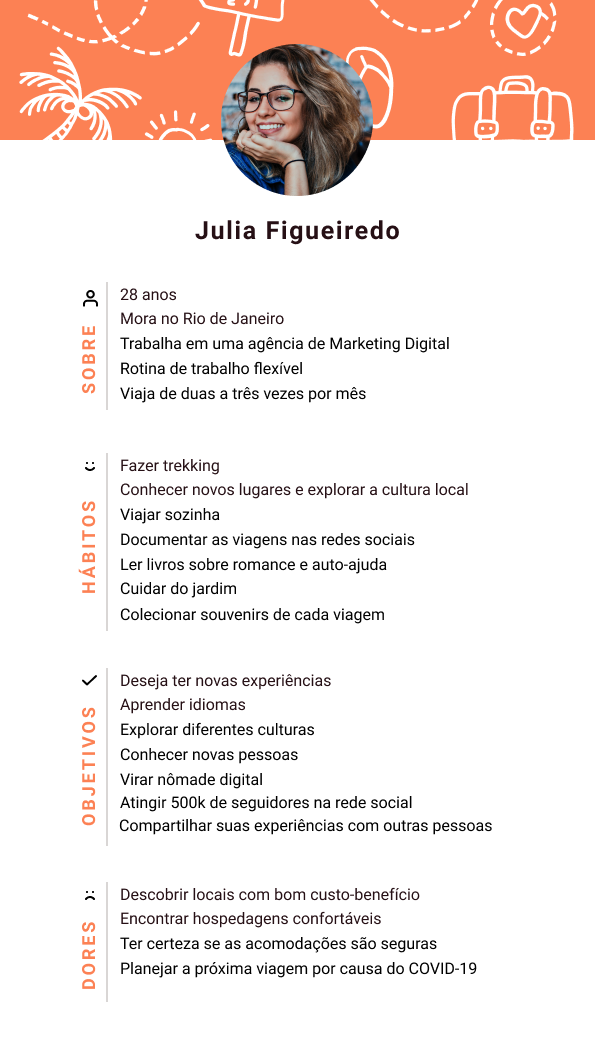 Julia Figueiredo
SOBRE
28 anos
Mora no Rio de Janeiro
Trabalha em uma agência de Marketing Digital
Rotina de trabalho flexível
Viaja de duas a três vezes por mês
HÁBITOS
Fazer trekking
Conhecer novos lugares e explorar a cultura local
Viajar sozinha
Documentar as viagens nas redes sociais
Ler livros sobre romance e auto-ajuda
Cuidar do jardim
Colecionar souvenirs de cada viagem
OBJETIVOS
Deseja ter novas experiências
Aprender idiomas
Explorar diferentes culturas
Conhecer novas pessoas
Virar nômade digital
Atingir 500k de seguidores na rede social
Compartilhar suas experiências com outras pessoas
DORES
Descobrir locais com bom custo-benefício
Encontrar hospedagens confortáveis
Ter certeza se as acomodações são seguras
Planejar a próxima viagem por causa do COVID-19